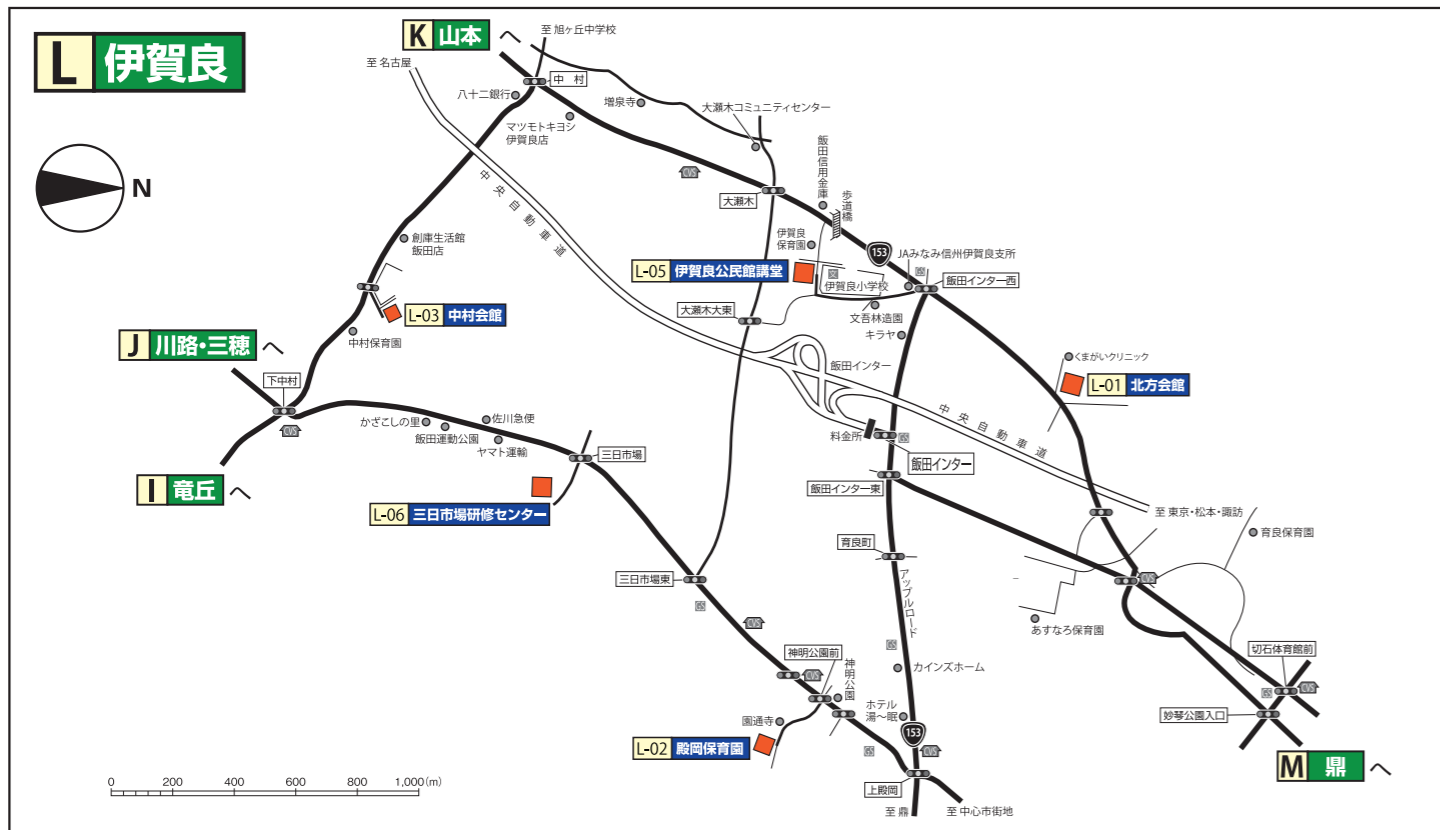 L 伊賀良
N
K 山本 へ
至 旭ヶ丘中学校
至 名古屋
中 村
八十二銀行
増泉寺
マツモトキヨシ
伊賀良店
大瀬木コミュニティセンター
飯田信用金庫
歩道橋
CVS
大瀬木
中央自動車道
創庫生活館
飯田店
伊賀良
保育園
153
JAみなみ信州伊賀良支所
GS
L-05 伊賀良公民館講堂
伊賀良小学校
飯田インター西
文吾林造園
大瀬木大東
キラヤ
L-03 中村会館
中村保育園
J 川路・三穂 へ
下中村
CVS
飯田インター
くまがいクリニック
L-01 北方会館
中央自動車道
かざこしの里
佐川急便
飯田運動公園
ヤマト運輸
料金所
GS
飯田インター
三日市場
I 竜丘 へ
飯田インター東
L-06 三日市場研修センター
至 東京・松本・諏訪
育良保育園
育良町
アップルロード
三日市場東
CVS
GS
CVS
あすなろ保育園
GS
神明公園前
CVS
神明公園
カインズホーム
切石体育館前
GS
CVS
園通寺
ホテル
湯〜眠
妙琴公園入口
153
L-02 殿岡保育園
GS
CVS
M 鼎 へ
上殿岡
至 鼎
至 中心市街地
0 200 400 600 800 1,000(m)